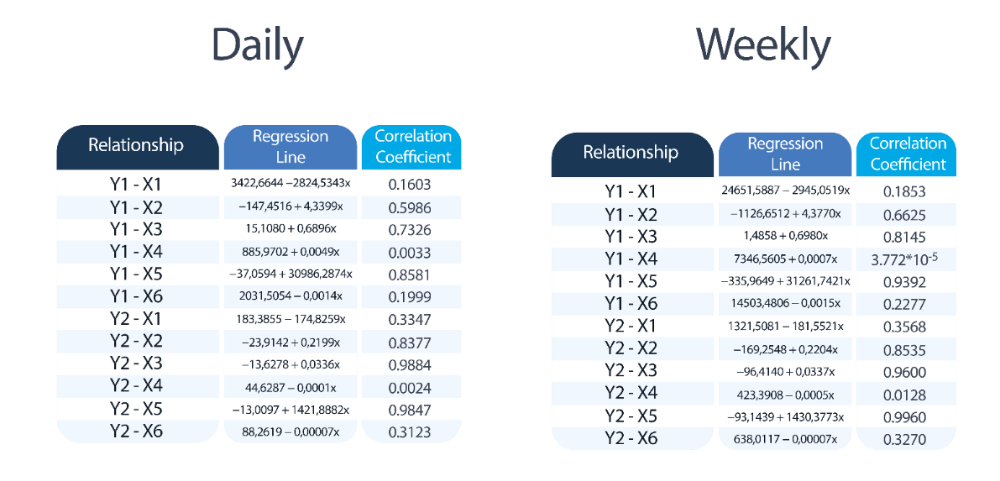 Daily
Relationship Regression Line Correlation Coefficient
Y1 - X1 3422,6644 −2824,5343x 0.1603
Y1 - X2 −147,4516 + 4,3399x 0.5986
Y1 - X3 15,1080 + 0,6896x 0.7326
Y1 - X4 885,9702 + 0,0049x 0.0033
Y1 - X5 −37,0594 + 30986,2874x 0.8581
Y1 - X6 2031,5054 − 0,0014x 0.1999
Y2 - X1 183,3855 − 174,8259x 0.3347
Y2 - X2 −23,9142 + 0,2199x 0.8377
Y2 - X3 −13,6278 + 0,0336x 0.9884
Y2 - X4 44,6287 − 0,0001x 0.0024
Y2 - X5 −13,0097 + 1421,8882x 0.9847
Y2 - X6 88,2619 − 0,00007x 0.3123
Weekly
Relationship Regression Line Correlation Coefficient
Y1 - X1 24651,5887 − 2945,0519x 0.1853
Y1 - X2 −1126,6512 + 4,3770x 0.6625
Y1 - X3 1,4858 + 0,6980x 0.8145
Y1 - X4 7346,5605 + 0,0007x 3.772*10⁻⁵
Y1 - X5 −335,9649 + 31261,7421x 0.9392
Y1 - X6 14503,4806 − 0,0015x 0.2277
Y2 - X1 1321,5081 − 181,5521x 0.3568
Y2 - X2 −169,2548 + 0,2204x 0.8535
Y2 - X3 −96,4140 + 0,0337x 0.9600
Y2 - X4 423,3908 − 0,0005x 0.0128
Y2 - X5 −93,1439 + 1430,3773x 0.9960
Y2 - X6 638,0117 − 0,00007x 0.3270